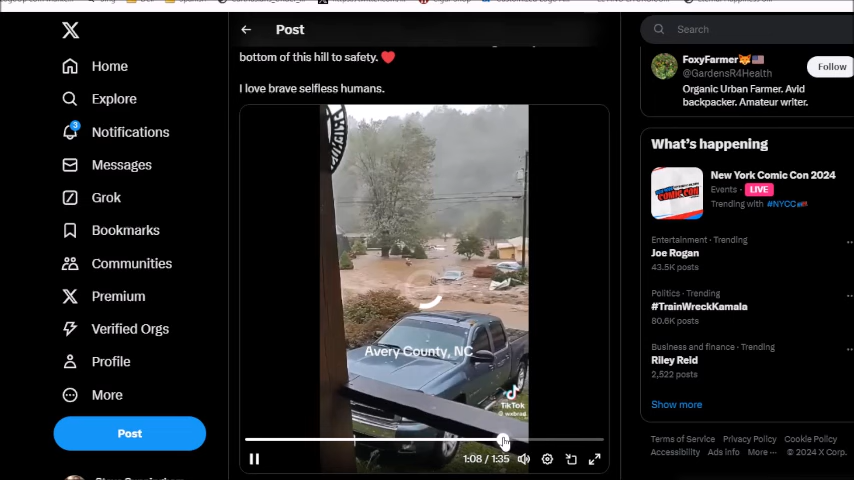 Post
bottom of this hill to safety. ❤️
I love brave selfless humans.
Avery County, NC
TikTok
1:08 / 1:35
Home
Explore
3
Notifications
Messages
Grok
Bookmarks
Communities
Premium
Verified Orgs
Profile
More
Post
Search
FoxyFarmer🦊🇺🇸
@GardensR4Health
Follow
Organic Urban Farmer. Avid
backpacker. Amateur writer.
What's happening
New York Comic Con 2024
Events · LIVE
Trending with #NYCC
COMIC CON
Entertainment · Trending
Joe Rogan
43.5K posts
Politics · Trending
#TrainWreckKamala
80.6K posts
Business and finance · Trending
Riley Reid
2,522 posts
Show more
Terms of Service Privacy Policy Cookie Policy
Accessibility Ads info More ··· © 2024 X Corp.